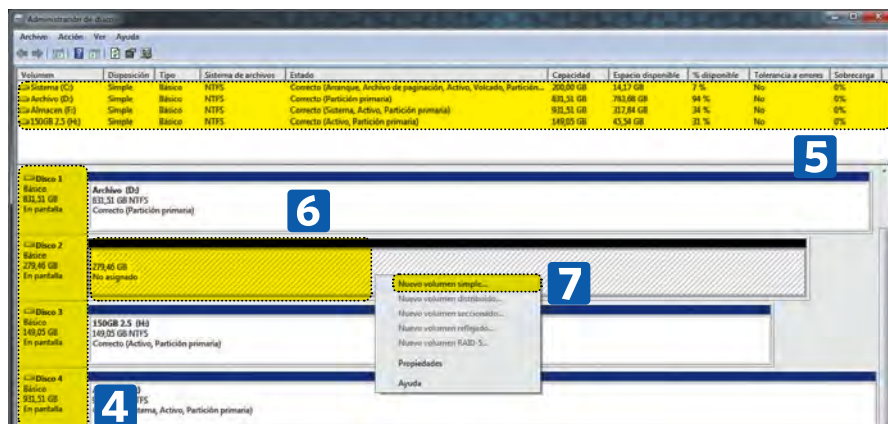 Administración de discos
Archivo Acción Ver Ayuda
Volumen Disposición Tipo Sistema de archivos Estado Capacidad Espacio disponible % disponible Tolerancia a errores Sobrecarga
Sistema (C:) Simple Básico NTFS Correcto (Arranque, Archivo de paginación, Activo, Volcado, Partición... 200,00 GB 14,17 GB 7 % No 0%
Archivo (D:) Simple Básico NTFS Correcto (Partición primaria) 831,51 GB 783,68 GB 94 % No 0%
Almacen (F:) Simple Básico NTFS Correcto (Sistema, Activo, Partición primaria) 931,51 GB 317,84 GB 34 % No 0%
150GB 2.5 (H:) Simple Básico NTFS Correcto (Activo, Partición primaria) 149,05 GB 45,54 GB 31 % No 0%
5
Disco 1
Básico
831,51 GB
En pantalla
Archivo (D:)
831,51 GB NTFS
Correcto (Partición primaria)
6
Disco 2
Básico
279,46 GB
En pantalla
279,46 GB
No asignado
7
Nuevo volumen simple...
Nuevo volumen distribuido...
Nuevo volumen seccionado...
Nuevo volumen reflejado...
Nuevo volumen RAID-5...
Propiedades
Ayuda
Disco 3
Básico
149,05 GB
En pantalla
150GB 2.5 (H:)
149,05 GB NTFS
Correcto (Activo, Partición primaria)
Disco 4
Básico
931,51 GB
En pantalla
4
TFS
tema, Activo, Partición primaria)